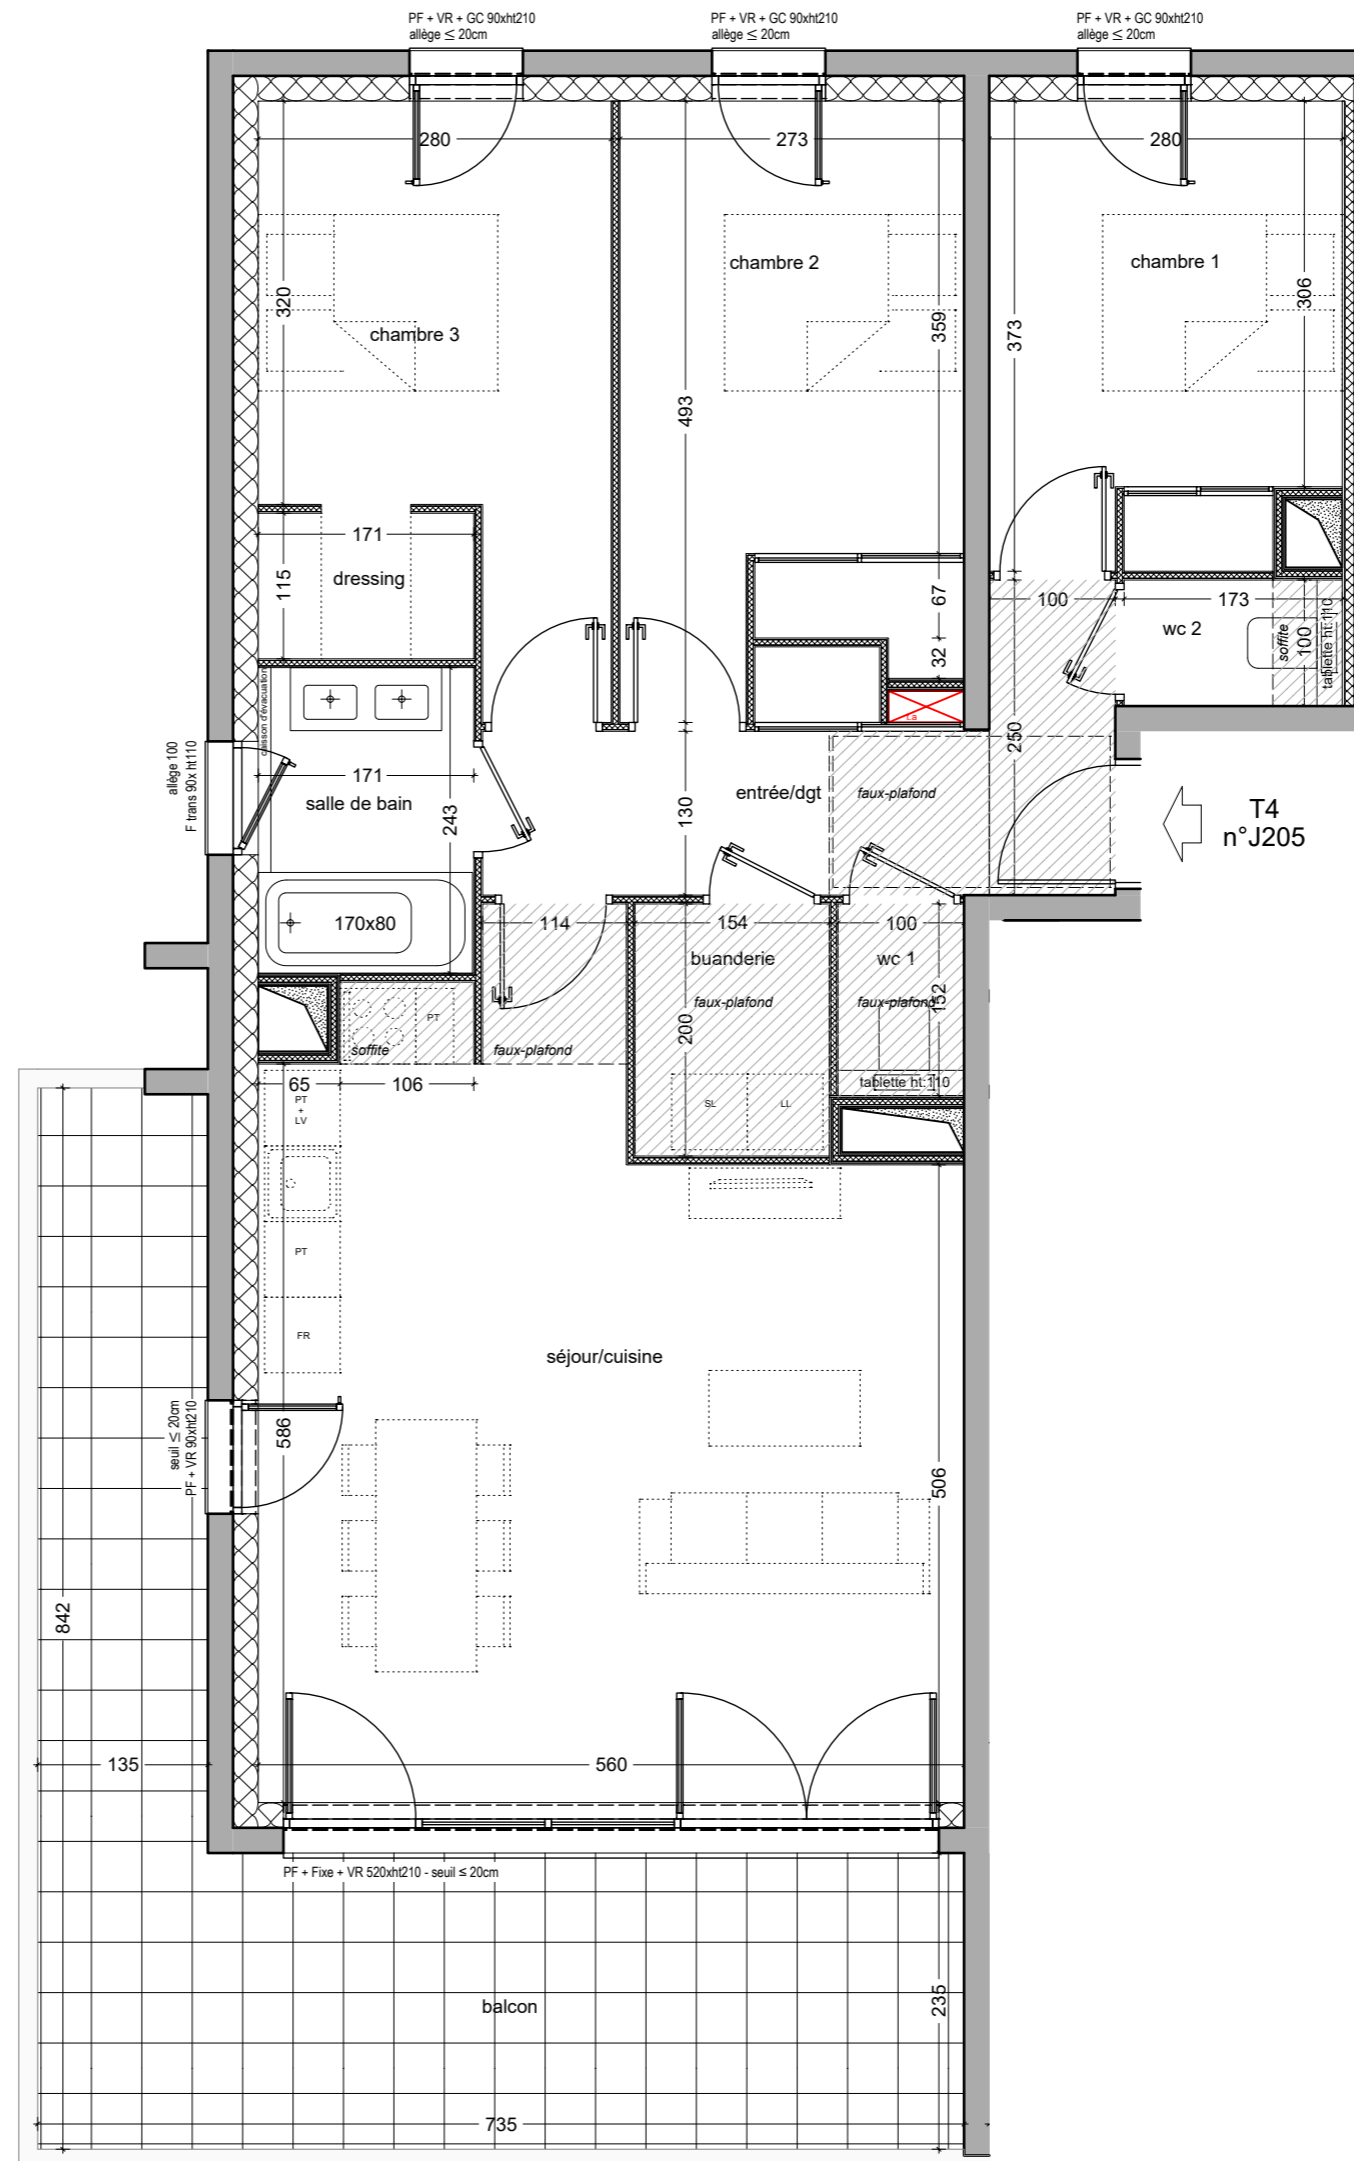 PF + VR + GC 90xht210
allège ≤ 20cm
PF + VR + GC 90xht210
allège ≤ 20cm
PF + VR + GC 90xht210
allège ≤ 20cm
280
273
280
chambre 2
chambre 1
320
chambre 3
306
359
373
493
171
dressing
115
67
100
173
wc 2
soffite
100
tablette ht:110
32
La
caisson d'évacuation
250
allège 100
F trans 90x ht110
171
salle de bain
243
130
entrée/dgt
faux-plafond
T4
n°J205
170x80
114
154
100
buanderie
wc 1
faux-plafond
faux-plafond
152
PT
200
soffite
faux-plafond
65
106
tablette ht:110
PT
+
LV
SL
LL
PT
FR
séjour/cuisine
seuil ≤ 20cm
PF + VR 90xht210
586
506
842
135
560
PF + Fixe + VR 520xht210 - seuil ≤ 20cm
balcon
235
735